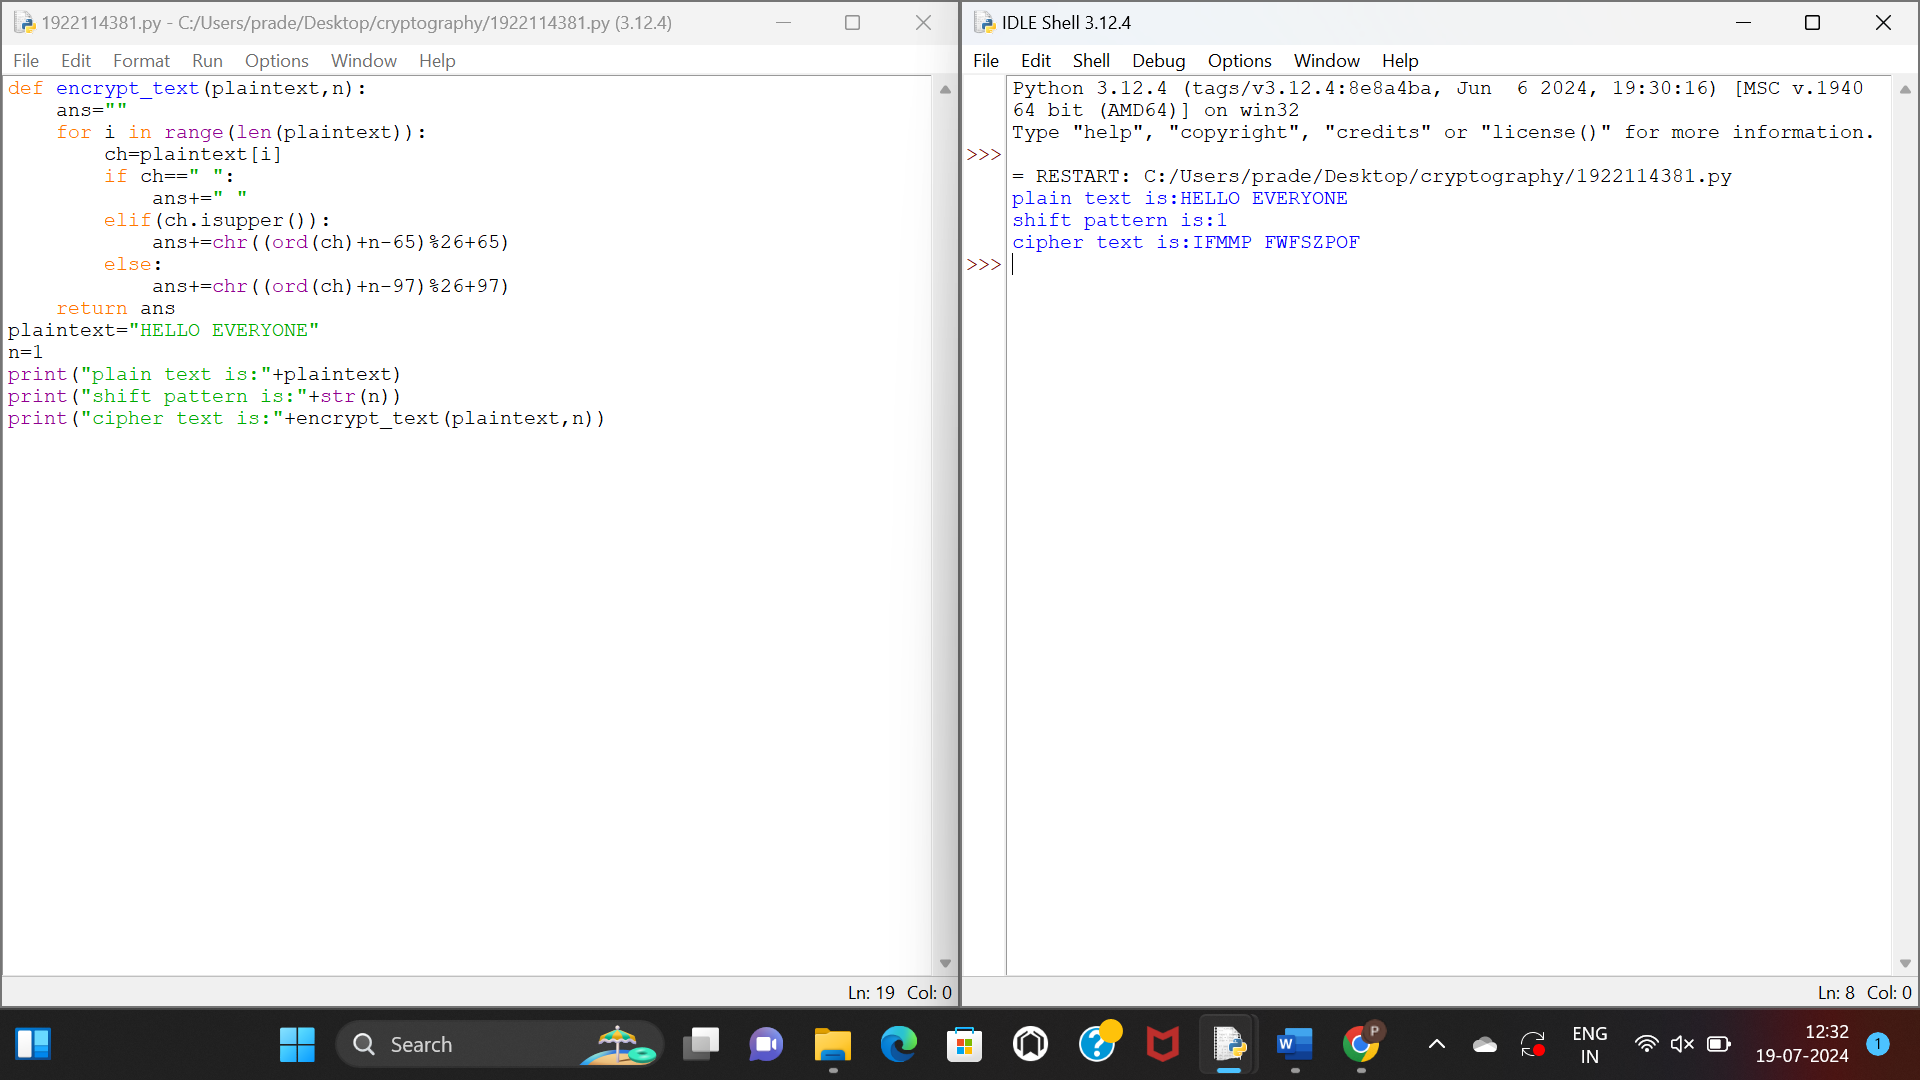 1922114381.py - C:/Users/prade/Desktop/cryptography/1922114381.py (3.12.4)
File Edit Format Run Options Window Help
def encrypt_text(plaintext,n):
    ans=""
    for i in range(len(plaintext)):
        ch=plaintext[i]
        if ch==" ":
            ans+=" "
        elif(ch.isupper()):
            ans+=chr((ord(ch)+n-65)%26+65)
        else:
            ans+=chr((ord(ch)+n-97)%26+97)
    return ans
plaintext="HELLO EVERYONE"
n=1
print("plain text is:"+plaintext)
print("shift pattern is:"+str(n))
print("cipher text is:"+encrypt_text(plaintext,n))
Ln: 19 Col: 0
IDLE Shell 3.12.4
File Edit Shell Debug Options Window Help
Python 3.12.4 (tags/v3.12.4:8e8a4ba, Jun  6 2024, 19:30:16) [MSC v.1940
64 bit (AMD64)] on win32
Type "help", "copyright", "credits" or "license()" for more information.
>>>
= RESTART: C:/Users/prade/Desktop/cryptography/1922114381.py
plain text is:HELLO EVERYONE
shift pattern is:1
cipher text is:IFMMP FWFSZPOF
>>>
Ln: 8 Col: 0
Search
W
P
ENG
IN
12:32
19-07-2024
1